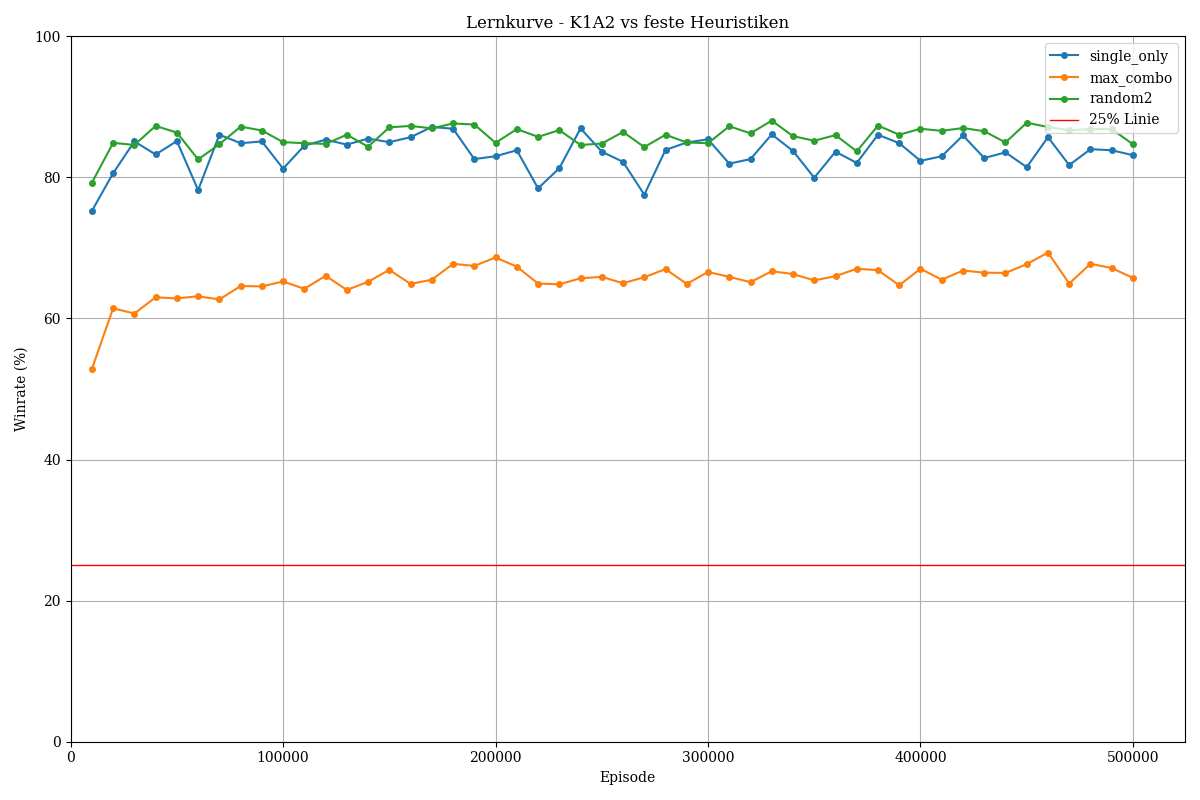 Lernkurve - K1A2 vs feste Heuristiken
100
80
60
40
20
0
Winrate (%)
single_only
max_combo
random2
25% Linie
0 100000 200000 300000 400000 500000
Episode